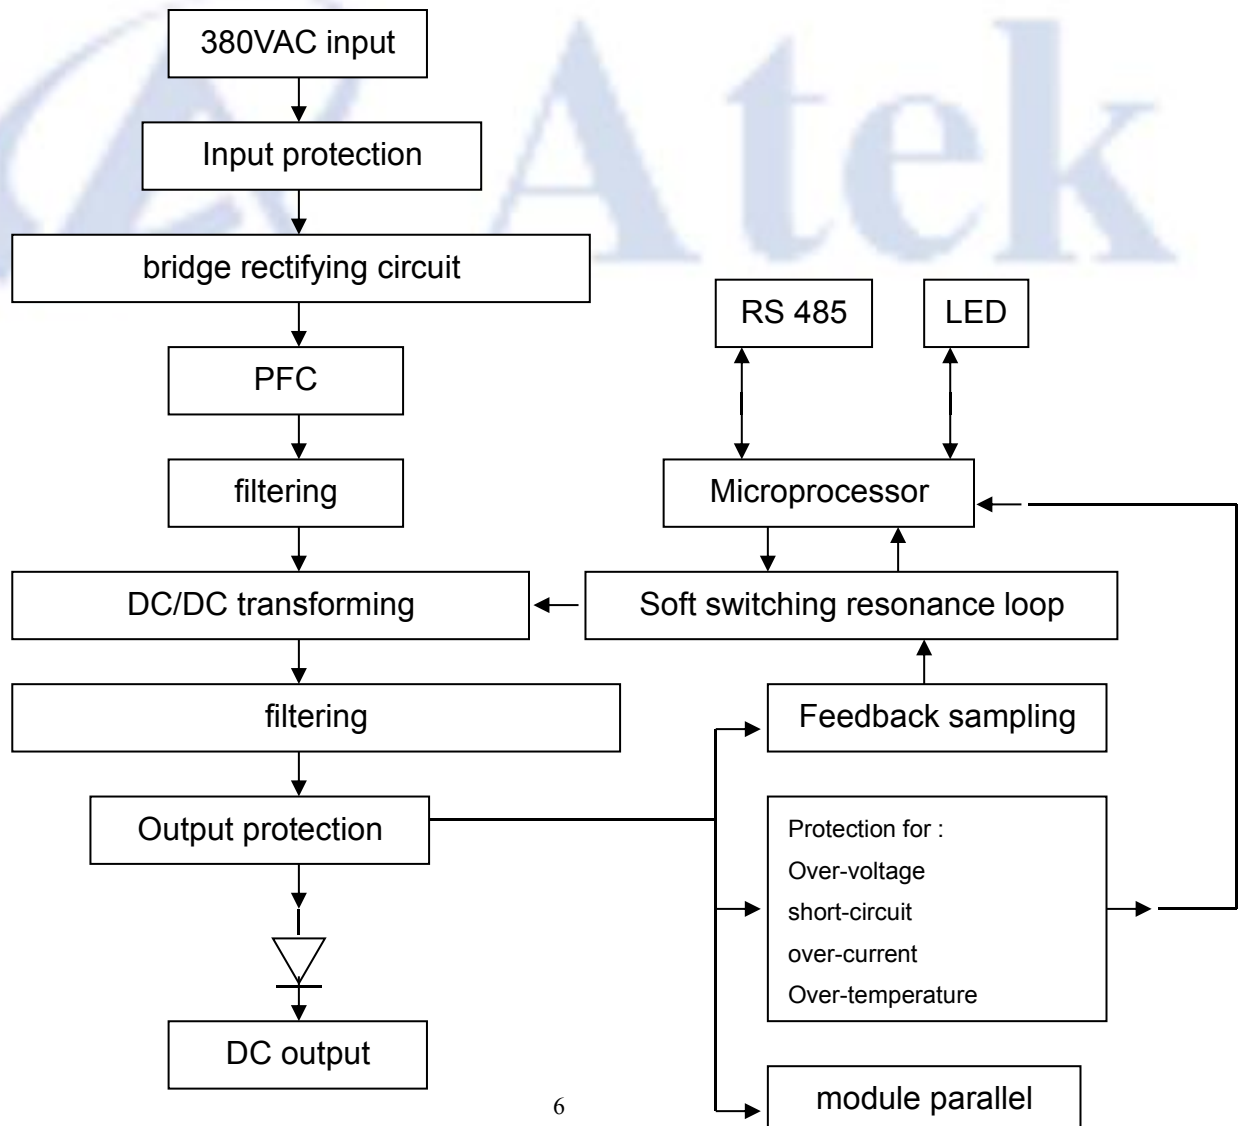 Atek
380VAC input
Input protection
bridge rectifying circuit
PFC
filtering
DC/DC transforming
filtering
Output protection
DC output
RS 485
LED
Microprocessor
Soft switching resonance loop
Feedback sampling
Protection for :
Over-voltage
short-circuit
over-current
Over-temperature
module parallel
6